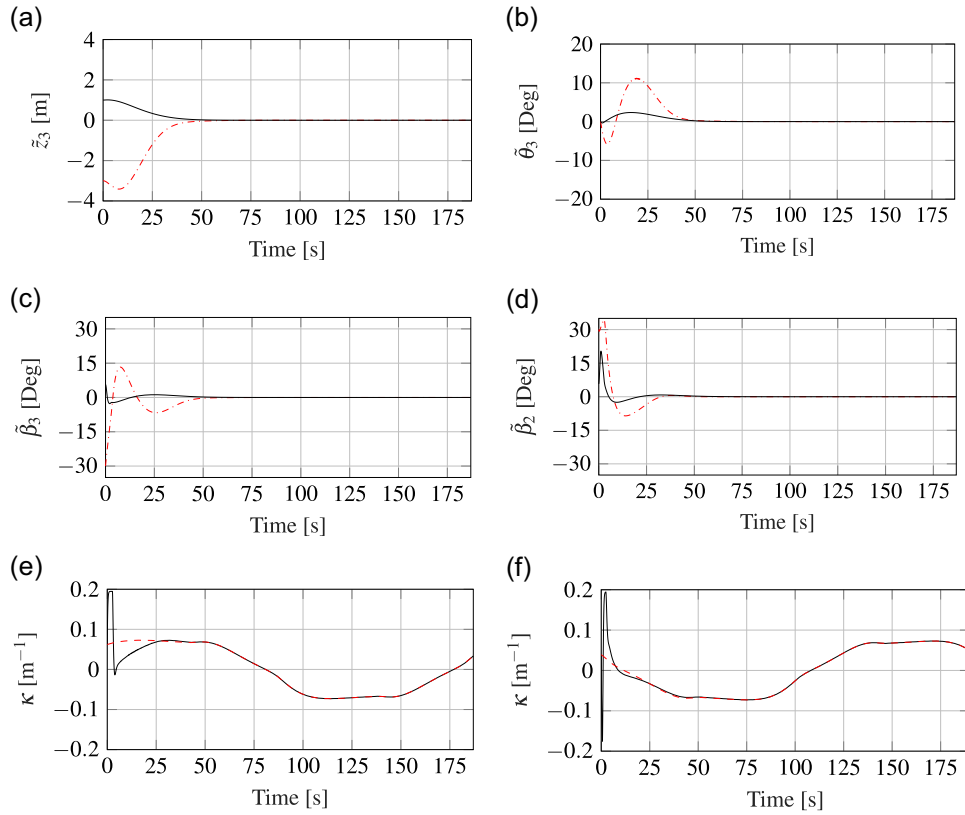 (a)
4
2
0
−2
−4
z̃₃ [m]
0 25 50 75 100 125 150 175
Time [s]
(b)
20
10
0
−10
−20
θ̃₃ [Deg]
0 25 50 75 100 125 150 175
Time [s]
(c)
30
15
0
−15
−30
β̃₃ [Deg]
0 25 50 75 100 125 150 175
Time [s]
(d)
30
15
0
−15
−30
β̃₂ [Deg]
0 25 50 75 100 125 150 175
Time [s]
(e)
0.2
0.1
0
−0.1
−0.2
κ [m⁻¹]
0 25 50 75 100 125 150 175
Time [s]
(f)
0.2
0.1
0
−0.1
−0.2
κ [m⁻¹]
0 25 50 75 100 125 150 175
Time [s]